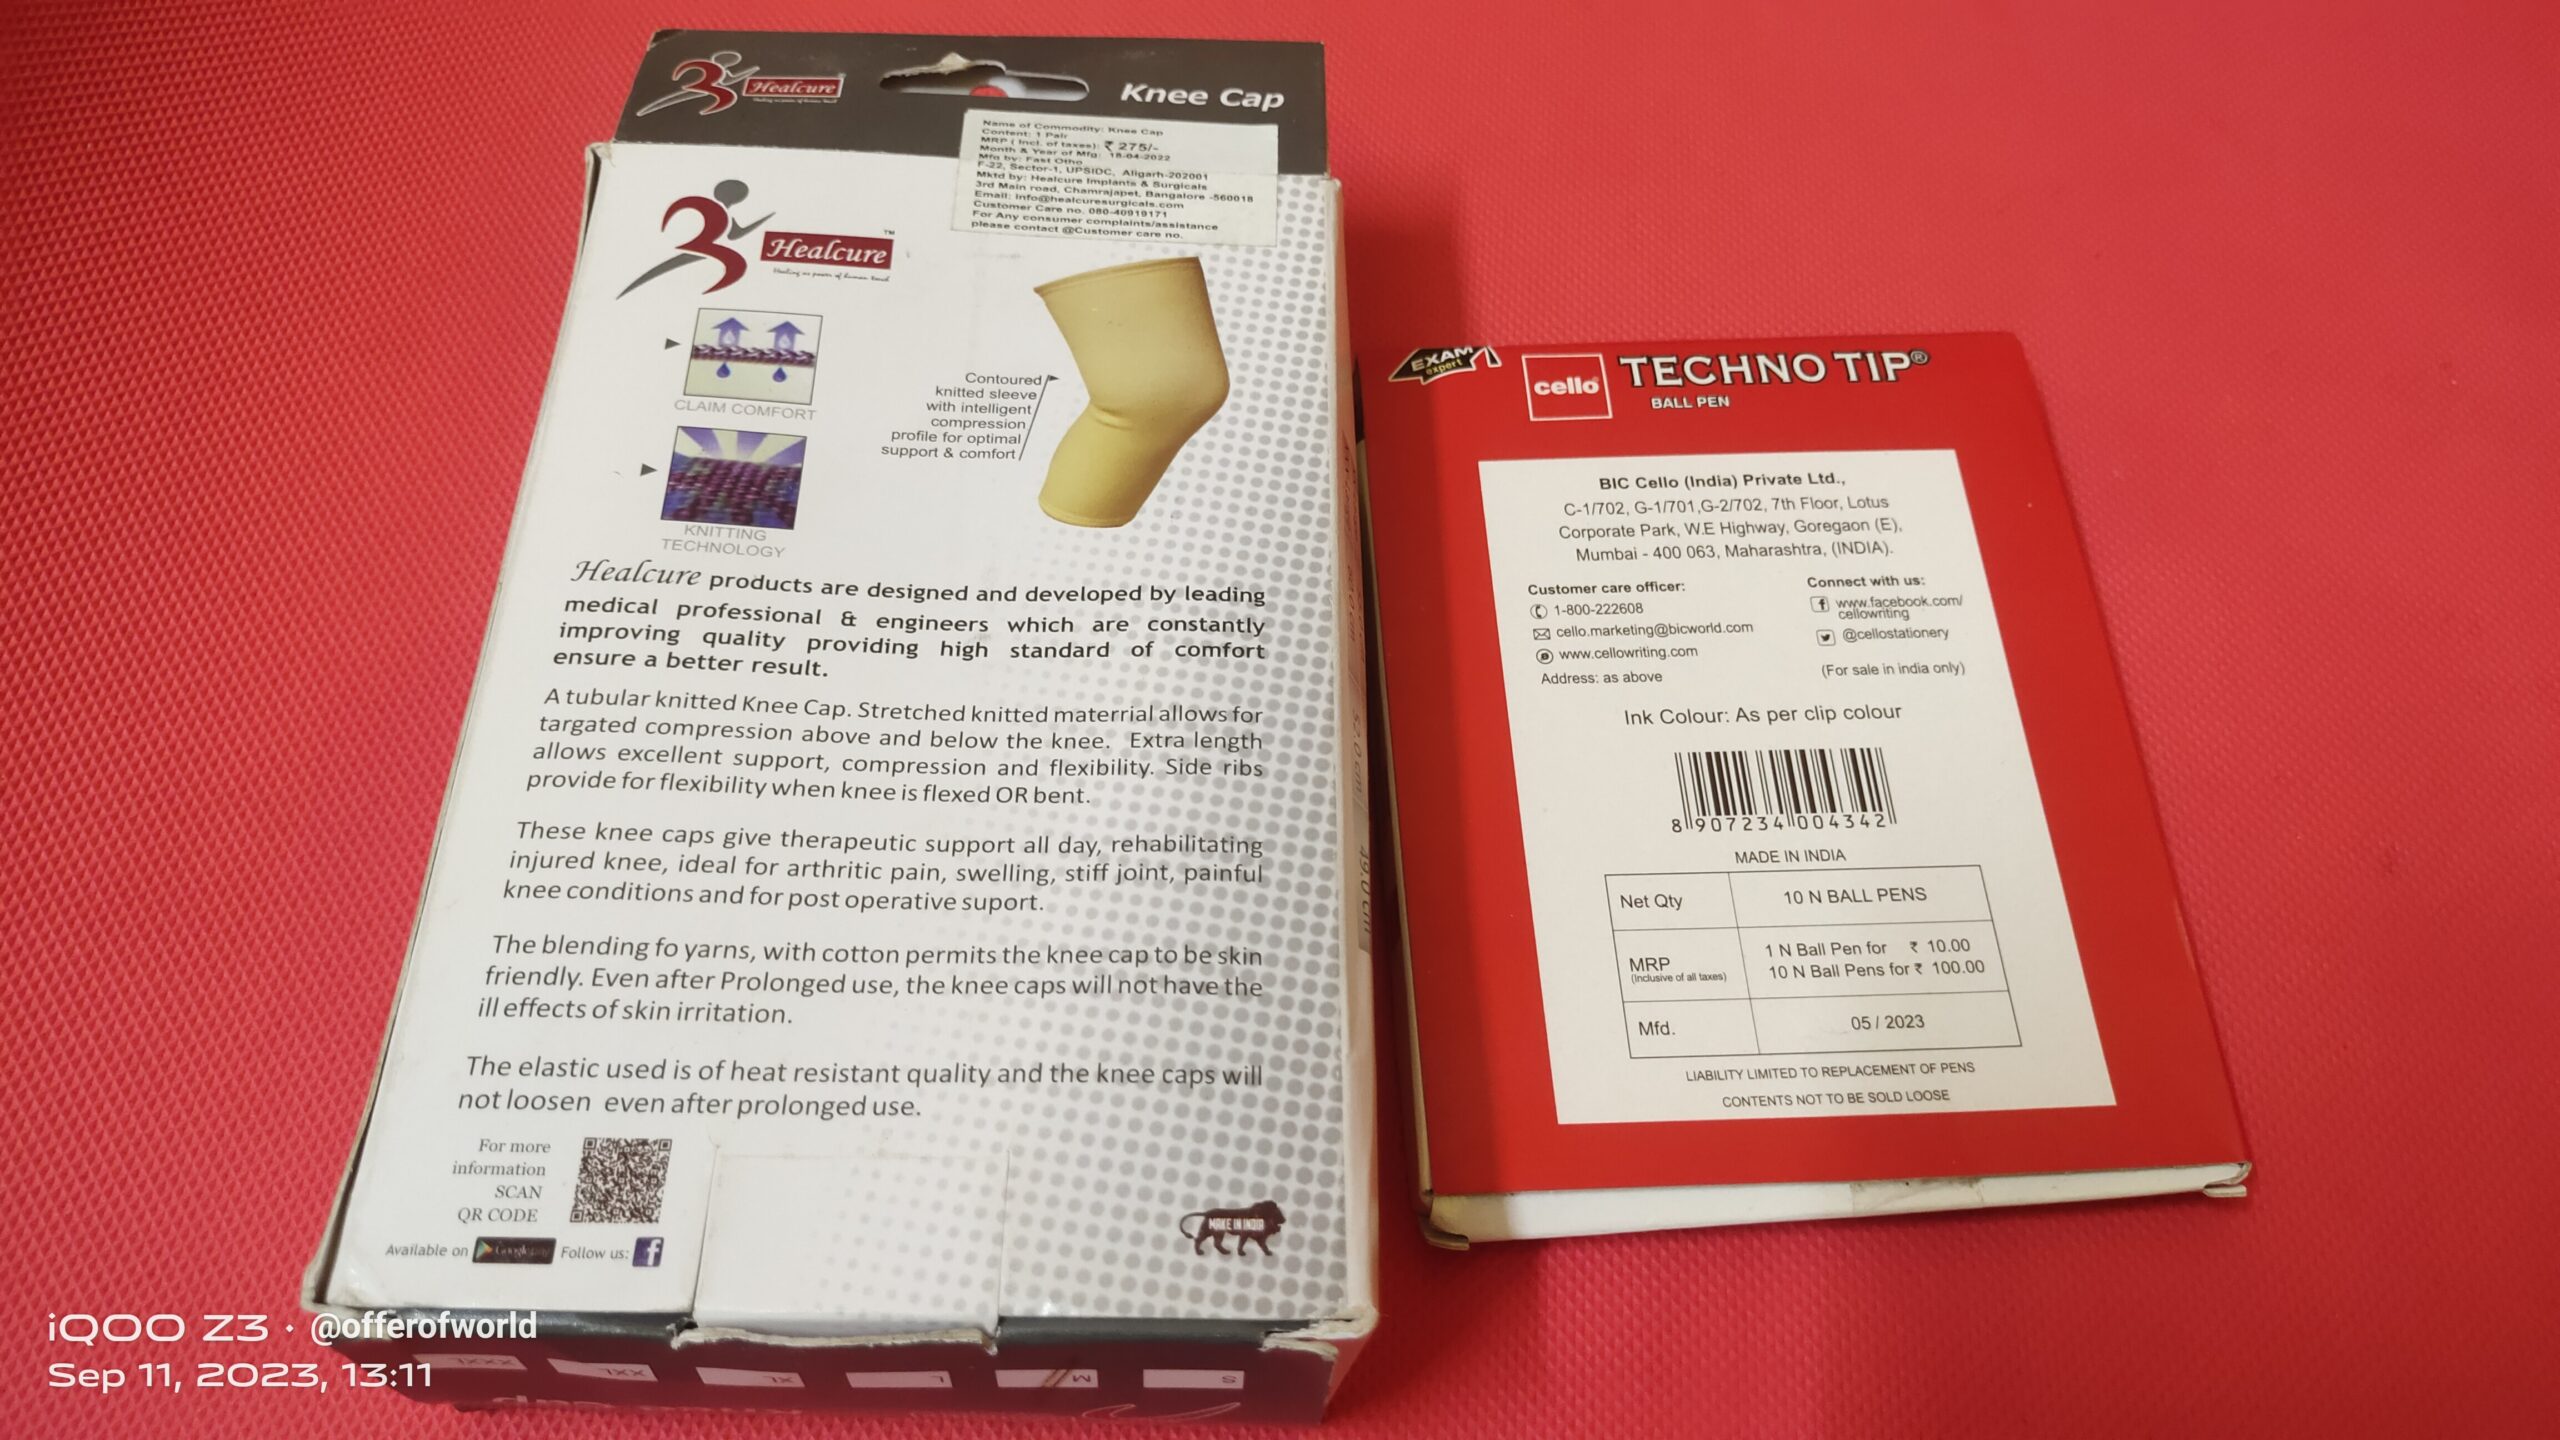 Healcure
Knee Cap
Name of Commodity: Knee Cap
Content: 1 Pair
MRP ( Incl. of taxes): ₹ 275/-
Month & Year of Mfg: 18-04-2022
Mfg by: Fast Otho
F-22, Sector-1, UPSIDC, Aligarh-202001
Mktd by: Healcure Implants & Surgicals
3rd Main road, Chamrajapet, Bangalore -560018
Email: info@healcuresurgicals.com
Customer Care no. 080-40919171
For Any consumer complaints/assistance
please contact @Customer care no.
Healcure™
Healing as power of human touch
CLAIM COMFORT
KNITTING
TECHNOLOGY
Contoured
knitted sleeve
with intelligent
compression
profile for optimal
support & comfort
Healcure products are designed and developed by leading
medical professional & engineers which are constantly
improving quality providing high standard of comfort
ensure a better result.
A tubular knitted Knee Cap. Stretched knitted materrial allows for
targated compression above and below the knee. Extra length
allows excellent support, compression and flexibility. Side ribs
provide for flexibility when knee is flexed OR bent.
These knee caps give therapeutic support all day, rehabilitating
injured knee, ideal for arthritic pain, swelling, stiff joint, painful
knee conditions and for post operative suport.
The blending fo yarns, with cotton permits the knee cap to be skin
friendly. Even after Prolonged use, the knee caps will not have the
ill effects of skin irritation.
The elastic used is of heat resistant quality and the knee caps will
not loosen even after prolonged use.
For more
information
SCAN
QR CODE
Available on Google play Follow us: f
MAKE IN INDIA
XXXL XXL XL L M S
52.0 cm
49.0 cm
EXAM
expert
cello
TECHNO TIP®
BALL PEN
BIC Cello (India) Private Ltd.,
C-1/702, G-1/701,G-2/702, 7th Floor, Lotus
Corporate Park, W.E Highway, Goregaon (E),
Mumbai - 400 063, Maharashtra, (INDIA).
Customer care officer:
1-800-222608
cello.marketing@bicworld.com
www.cellowriting.com
Address: as above
Connect with us:
www.facebook.com/
cellowriting
@cellostationery
(For sale in india only)
Ink Colour: As per clip colour
8 907234 004342
MADE IN INDIA
Net Qty 10 N BALL PENS
MRP 1 N Ball Pen for ₹ 10.00
(Inclusive of all taxes) 10 N Ball Pens for ₹ 100.00
Mfd. 05 / 2023
LIABILITY LIMITED TO REPLACEMENT OF PENS
CONTENTS NOT TO BE SOLD LOOSE
iQOO Z3 · @offerofworld
Sep 11, 2023, 13:11